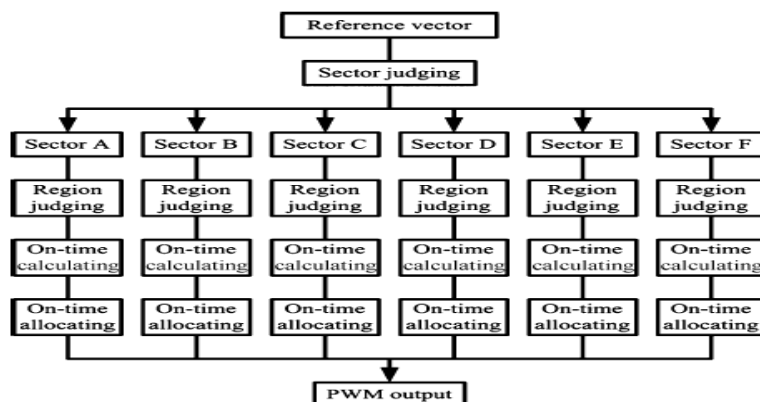 Reference vector
Sector judging
Sector A Sector B Sector C Sector D Sector E Sector F
Region Region Region Region Region Region
judging judging judging judging judging judging
On-time On-time On-time On-time On-time On-time
calculating calculating calculating calculating calculating calculating
On-time On-time On-time On-time On-time On-time
allocating allocating allocating allocating allocating allocating
PWM output